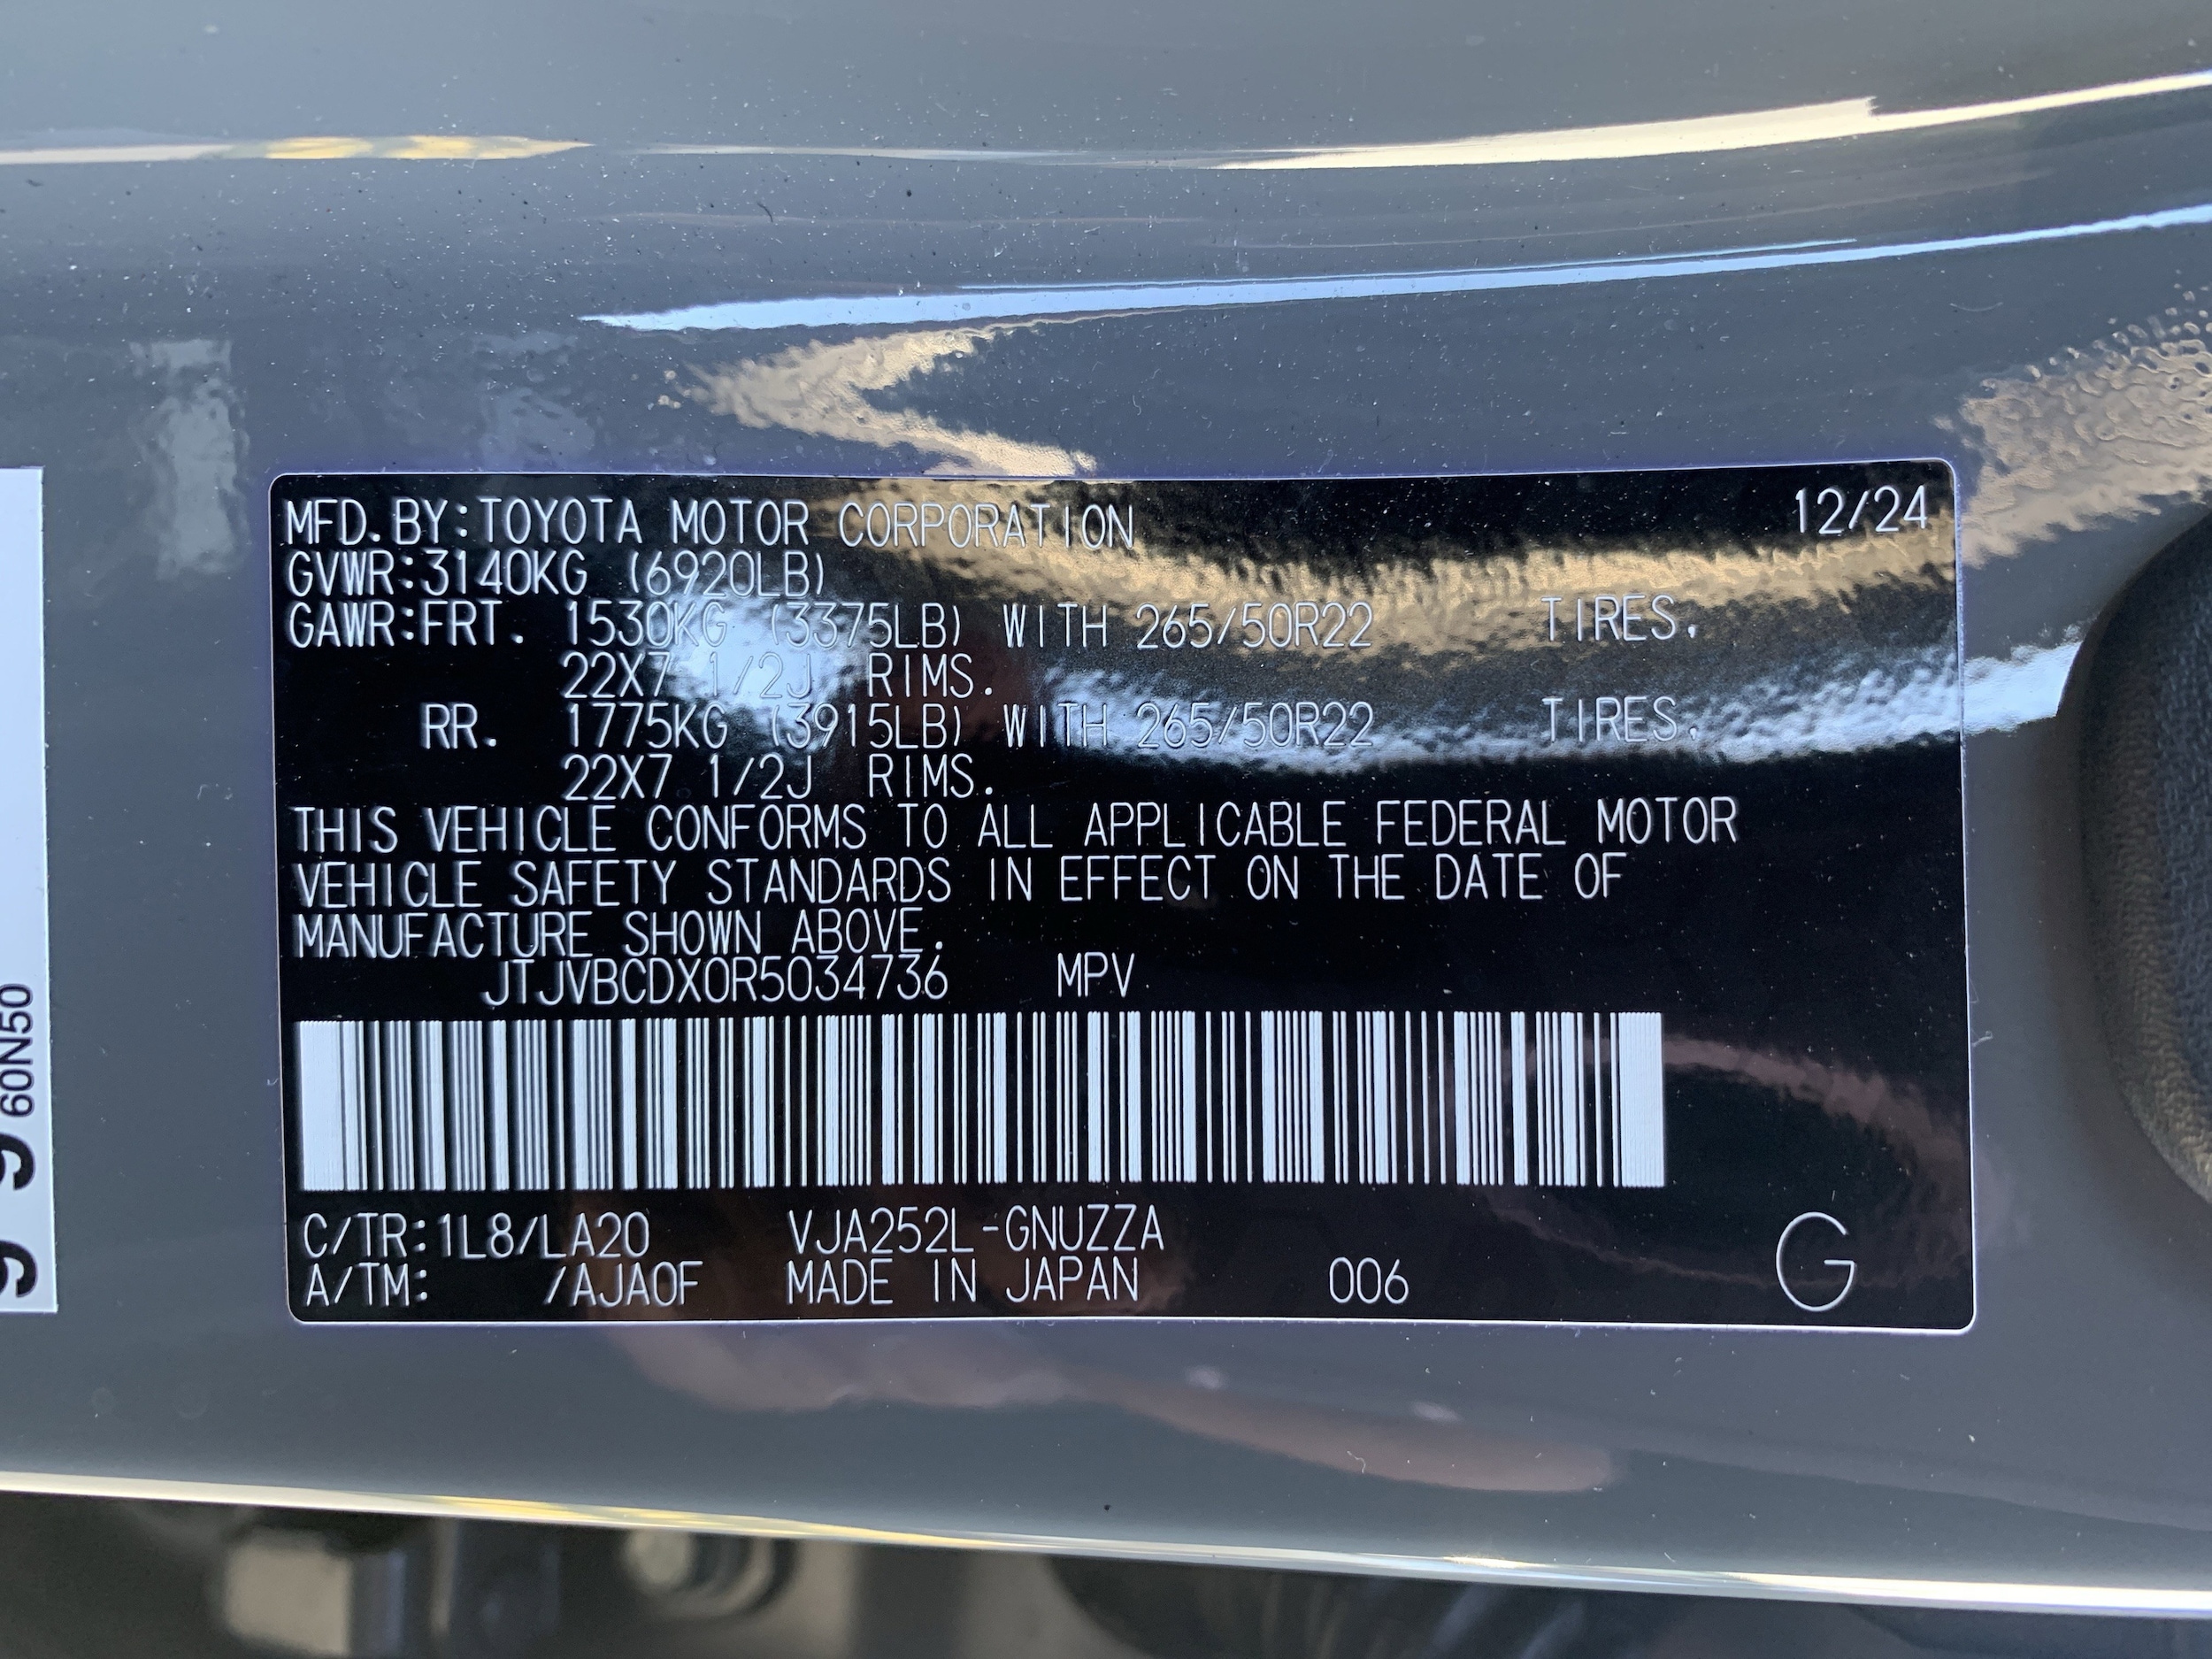 MFD.BY:TOYOTA MOTOR CORPORATION 12/24
GVWR:3140KG (6920LB)
GAWR:FRT. 1530KG (3375LB) WITH 265/50R22 TIRES.
22X7 1/2J RIMS.
RR. 1775KG (3915LB) WITH 265/50R22 TIRES.
22X7 1/2J RIMS.
THIS VEHICLE CONFORMS TO ALL APPLICABLE FEDERAL MOTOR
VEHICLE SAFETY STANDARDS IN EFFECT ON THE DATE OF
MANUFACTURE SHOWN ABOVE.
JTJVBCDX0R5034736 MPV
C/TR:1L8/LA20 VJA252L-GNUZZA
A/TM: /AJA0F MADE IN JAPAN 006 G
60N50